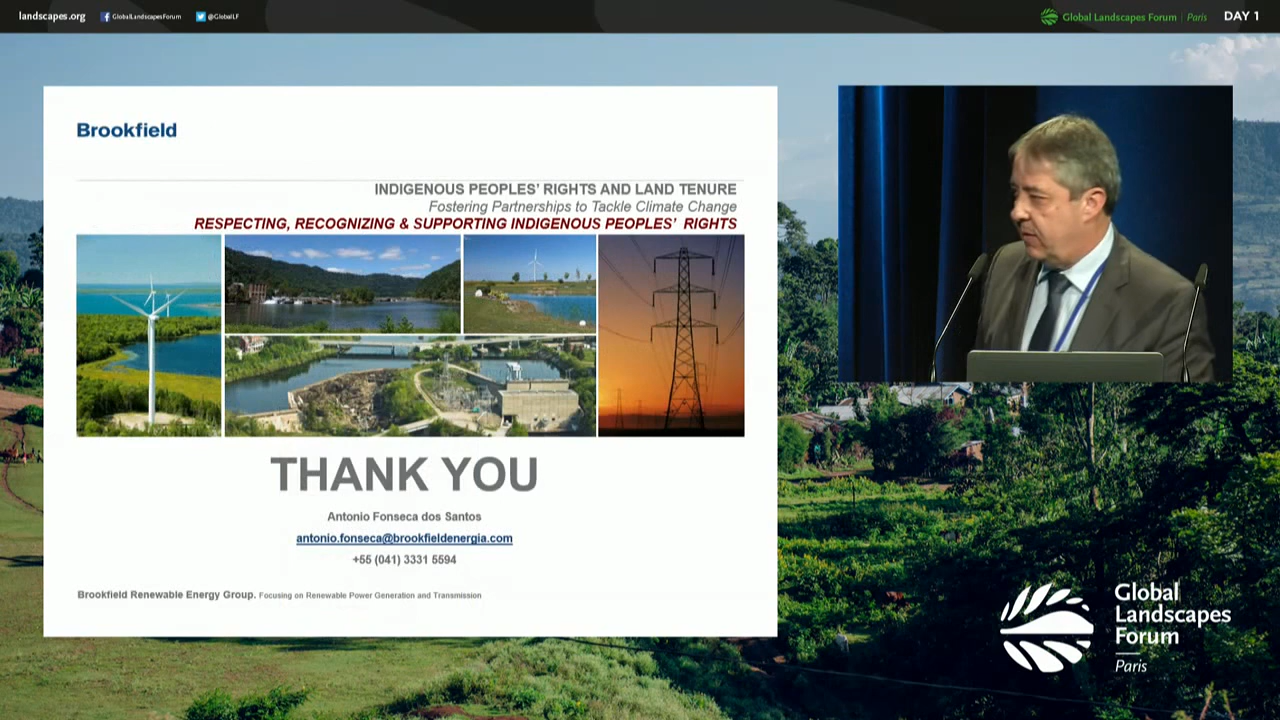 landscapes.org GlobalLandscapesForum @GlobalLF
Global Landscapes Forum | Paris DAY 1
Brookfield
INDIGENOUS PEOPLES' RIGHTS AND LAND TENURE
Fostering Partnerships to Tackle Climate Change
RESPECTING, RECOGNIZING & SUPPORTING INDIGENOUS PEOPLES' RIGHTS
THANK YOU
Antonio Fonseca dos Santos
antonio.fonseca@brookfieldenergia.com
+55 (041) 3331 5594
Brookfield Renewable Energy Group. Focusing on Renewable Power Generation and Transmission
Global
Landscapes
Forum
Paris